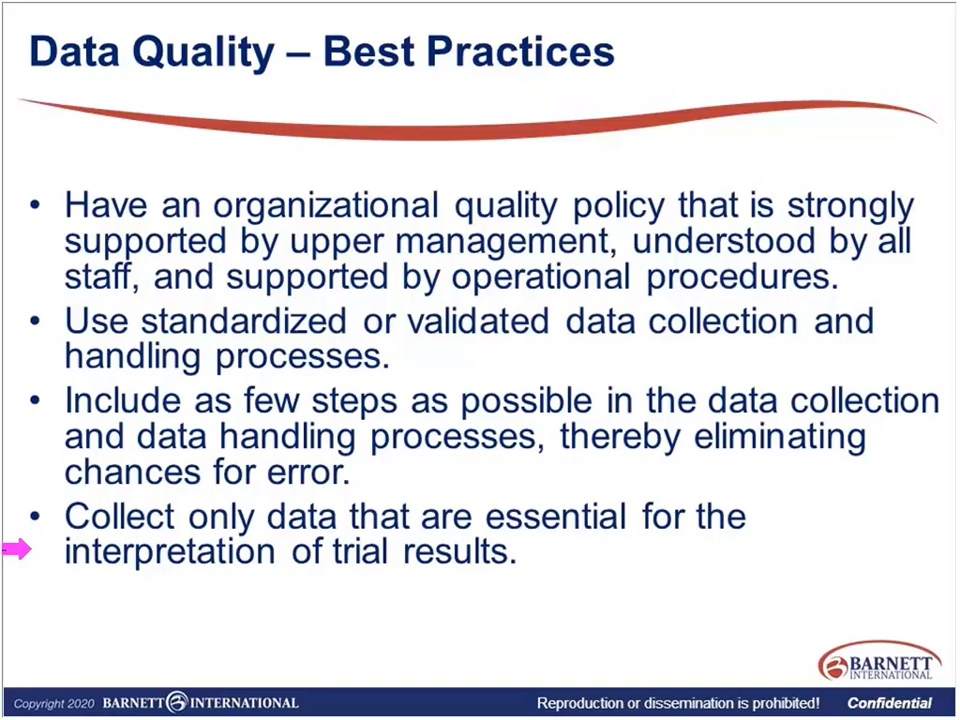 Data Quality – Best Practices
• Have an organizational quality policy that is strongly
supported by upper management, understood by all
staff, and supported by operational procedures.
• Use standardized or validated data collection and
handling processes.
• Include as few steps as possible in the data collection
and data handling processes, thereby eliminating
chances for error.
• Collect only data that are essential for the
interpretation of trial results.
BARNETT
INTERNATIONAL
Copyright 2020 BARNETT INTERNATIONAL Reproduction or dissemination is prohibited! Confidential